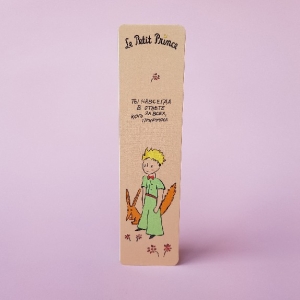 Le Petit Prince
ТЫ НАВСЕГДА
В ОТВЕТЕ
ЗА ВСЕХ,
КОГО ПРИРУЧИЛ